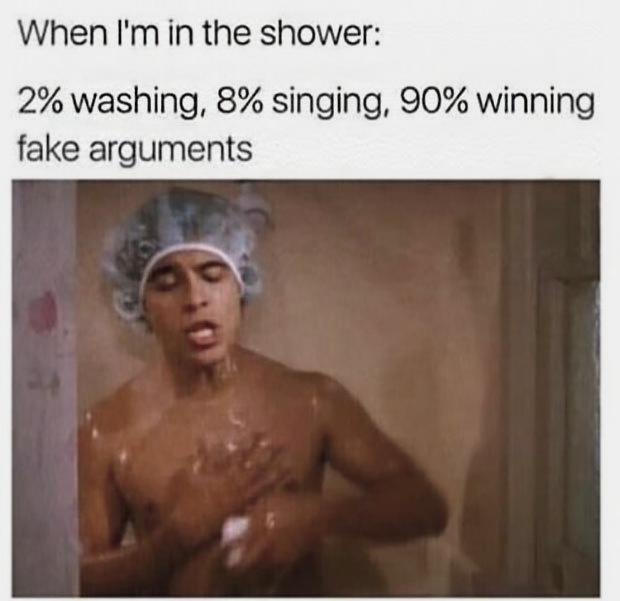 When I'm in the shower:
2% washing, 8% singing, 90% winning
fake arguments